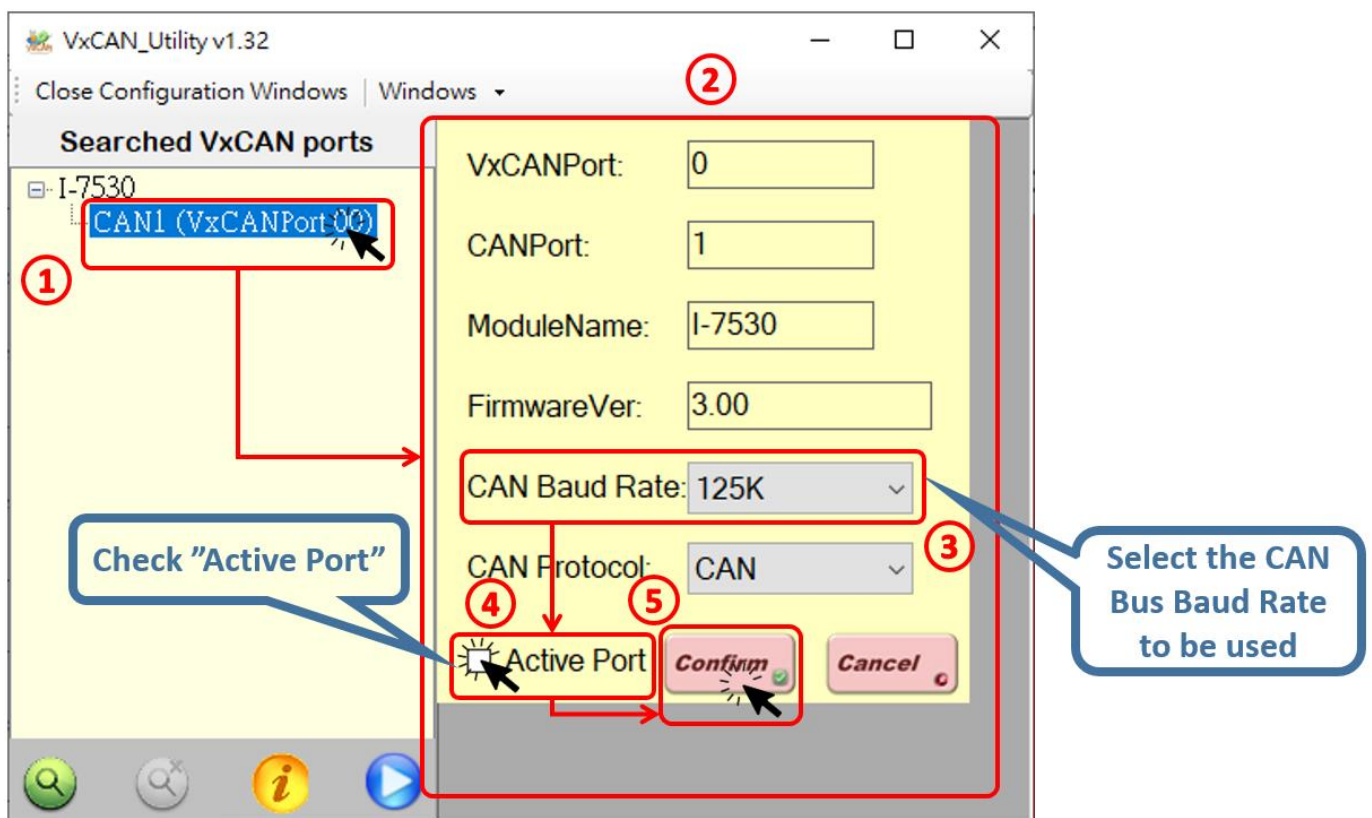 VxCAN_Utility v1.32
Close Configuration Windows | Windows
②
Searched VxCAN ports
I-7530
CAN1 (VxCANPort 00)
①
VxCANPort: 0
CANPort: 1
ModuleName: I-7530
FirmwareVer: 3.00
CAN Baud Rate: 125K
③
Check ”Active Port”
CAN Protocol: CAN
Select the CAN
Bus Baud Rate
to be used
④
⑤
Active Port
Confirm
Cancel
i